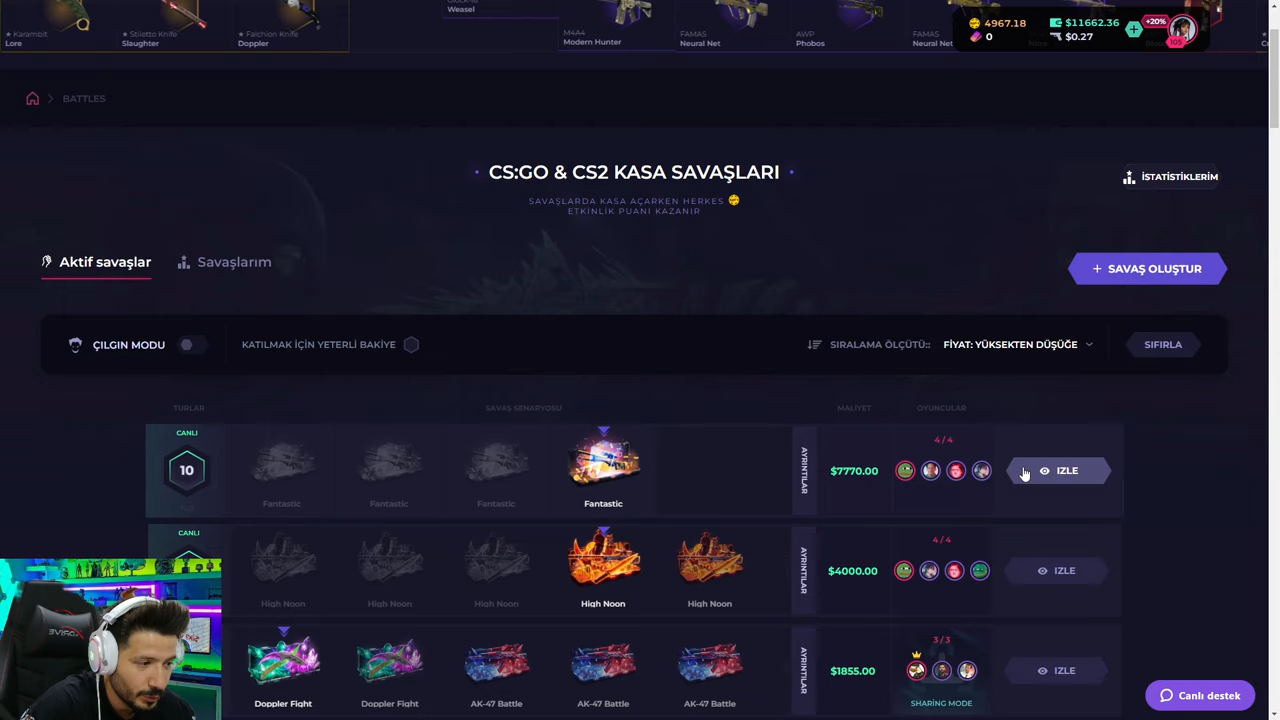 ★ Karambit
Lore
★ Stiletto Knife
Slaughter
★ Falchion Knife
Doppler
Weasel
M4A4
Modern Hunter
FAMAS
Neural Net
AWP
Phobos
FAMAS
Neural Net
4967.18
$11662.36
+20%
0
$0.27
105
BATTLES
CS:GO & CS2 KASA SAVAŞLARI
SAVAŞLARDA KASA AÇARKEN HERKES
ETKİNLİK PUANI KAZANIR
İSTATİSTİKLERİM
Aktif savaşlar
Savaşlarım
+ SAVAŞ OLUŞTUR
ÇILGIN MODU
KATILMAK İÇİN YETERLİ BAKİYE
SIRALAMA ÖLÇÜTÜ::
FİYAT: YÜKSEKTEN DÜŞÜĞE
SIFIRLA
TURLAR
SAVAŞ SENARYOSU
MALİYET
OYUNCULAR
CANLI
10
Fantastic
Fantastic
Fantastic
Fantastic
AYRINTILAR
$7770.00
4/4
IZLE
CANLI
High Noon
High Noon
High Noon
High Noon
High Noon
AYRINTILAR
$4000.00
4/4
IZLE
Doppler Fight
Doppler Fight
AK-47 Battle
AK-47 Battle
AK-47 Battle
AYRINTILAR
$1855.00
3/3
SHARING MODE
IZLE
Canlı destek